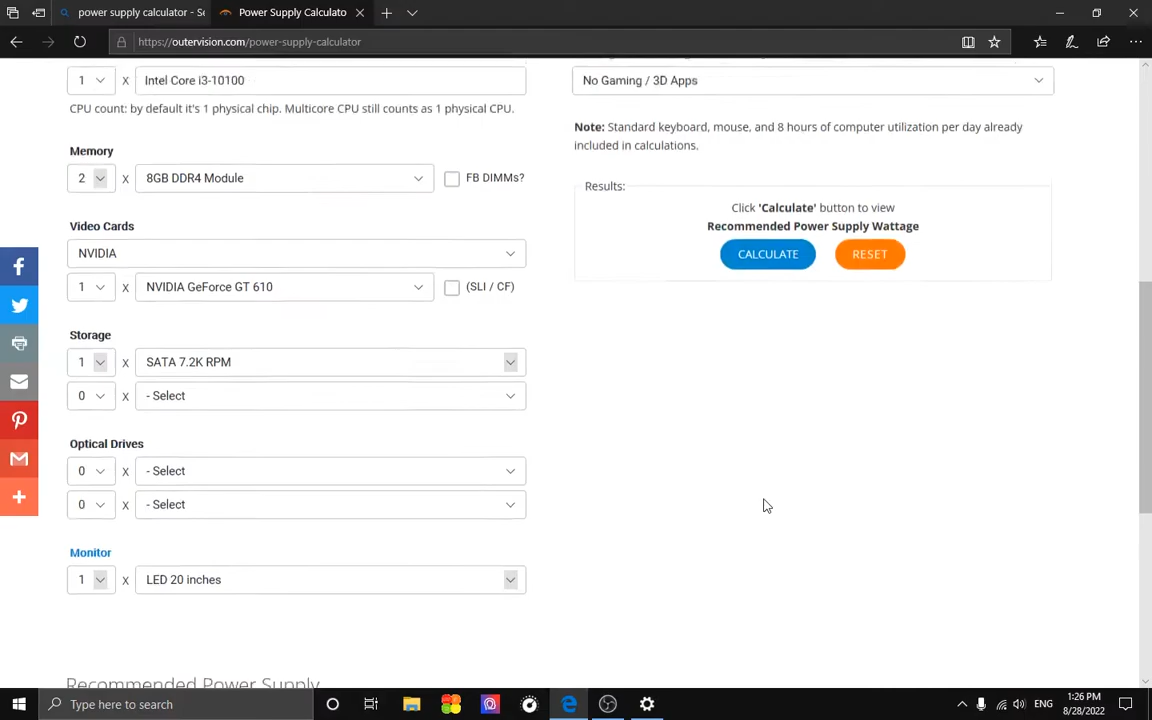 power supply calculator - Se
Power Supply Calculato
https://outervision.com/power-supply-calculator
1 X Intel Core i3-10100
CPU count: by default it's 1 physical chip. Multicore CPU still counts as 1 physical CPU.
Memory
2 X 8GB DDR4 Module FB DIMMs?
Video Cards
NVIDIA
1 X NVIDIA GeForce GT 610 (SLI / CF)
Storage
1 X SATA 7.2K RPM
0 X - Select
Optical Drives
0 X - Select
0 X - Select
Monitor
1 X LED 20 inches
Recommended Power Supply
No Gaming / 3D Apps
Note: Standard keyboard, mouse, and 8 hours of computer utilization per day already
included in calculations.
Results:
Click 'Calculate' button to view
Recommended Power Supply Wattage
CALCULATE RESET
Type here to search
ENG
1:26 PM
8/28/2022